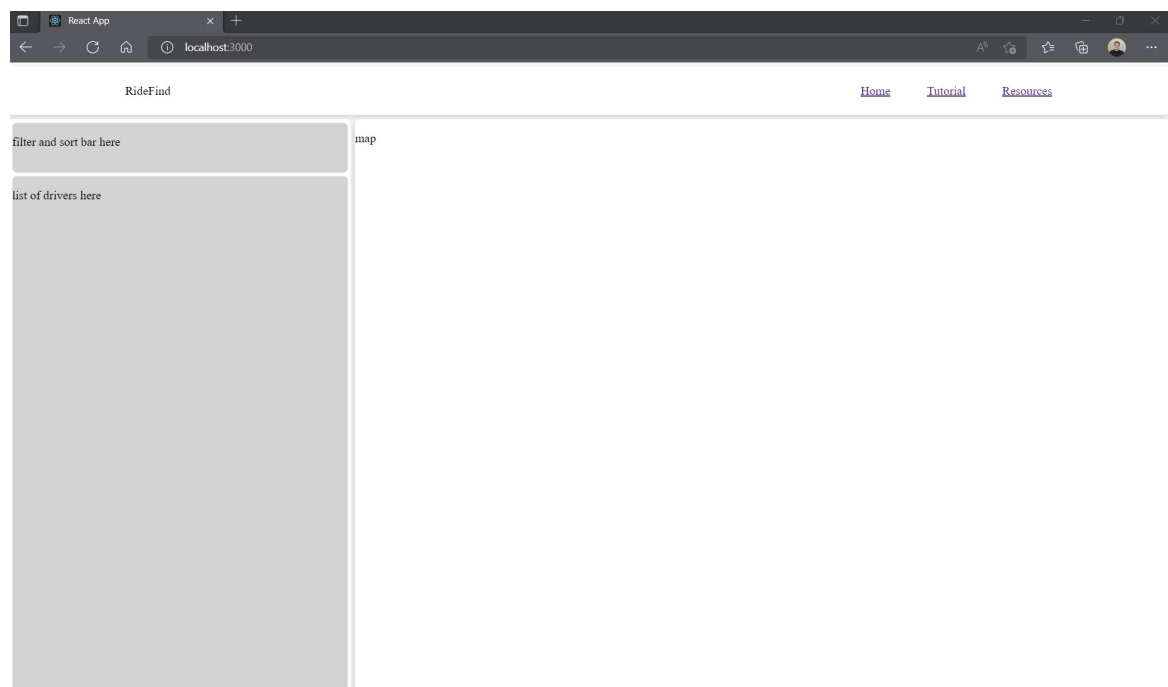 React App
localhost:3000
RideFind
Home Tutorial Resources
filter and sort bar here
map
list of drivers here